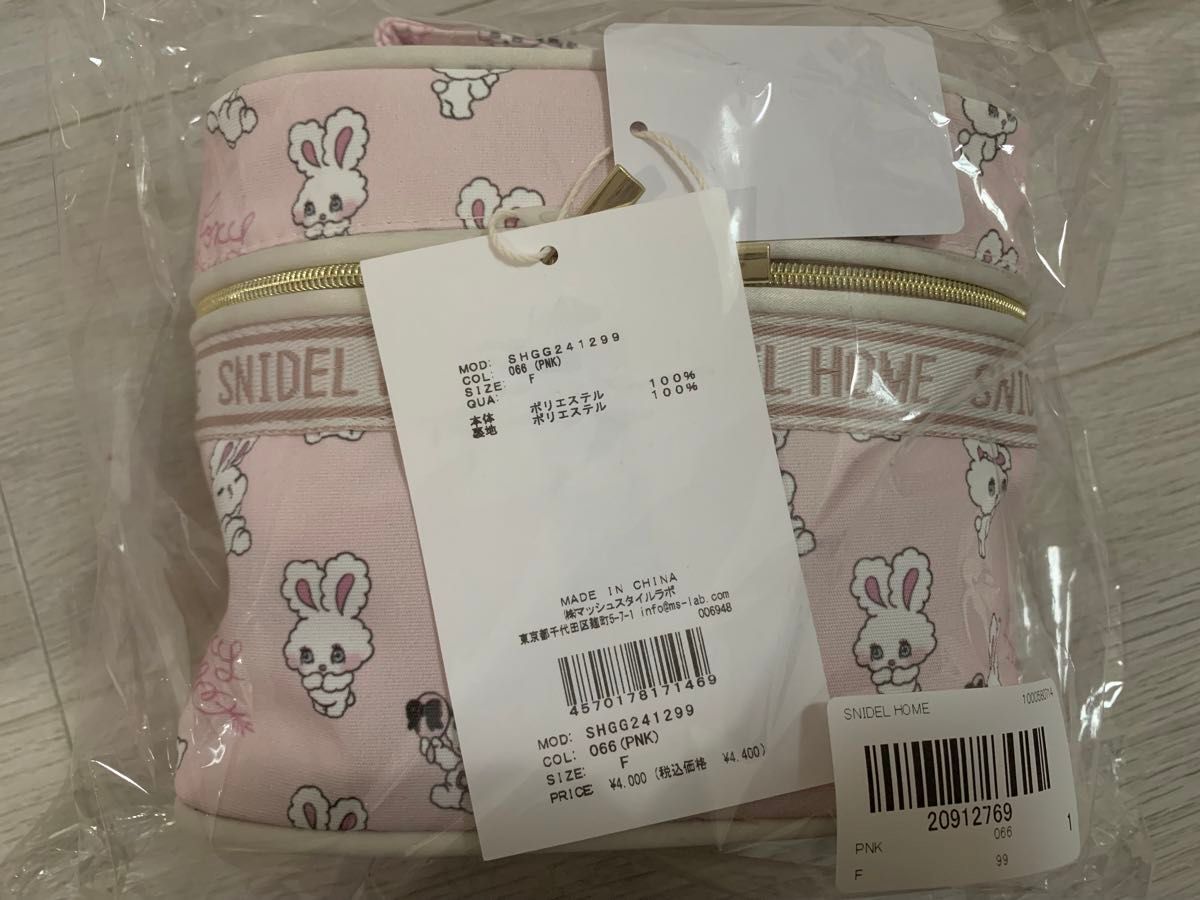 SNIDEL
L HOME
SNID
MOD: SHGG241299
COL: 066 (PNK)
SIZE: F
QUA:
本体 ポリエステル 100%
裏地 ポリエステル 100%
MADE IN CHINA
㈱マッシュスタイルラボ
東京都千代田区麹町5-7-1 info@ms-lab.com
006948
4570178171469
MOD: SHGG241299
COL: 066(PNK)
SIZE: F
PRICE: ¥4,000 (税込価格 ¥4,400)
SNIDEL HOME
20912769
066
PNK
1
F
99